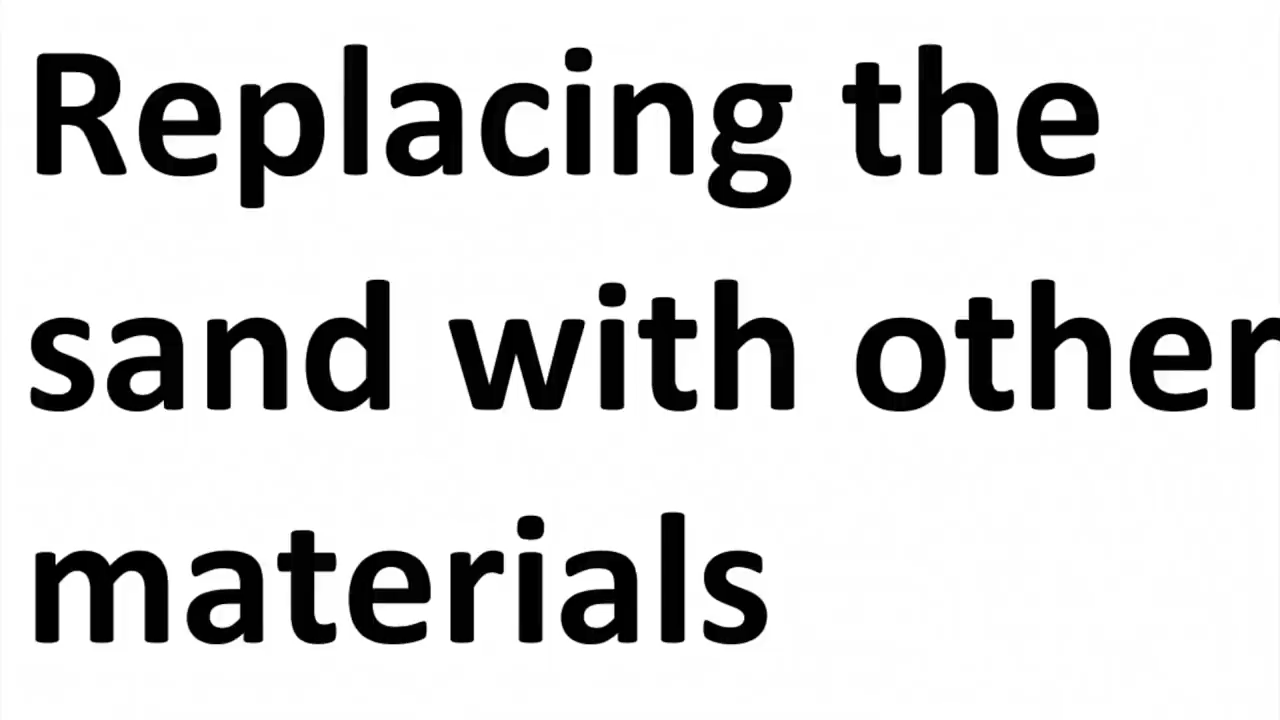 Replacing the
sand with other
materials